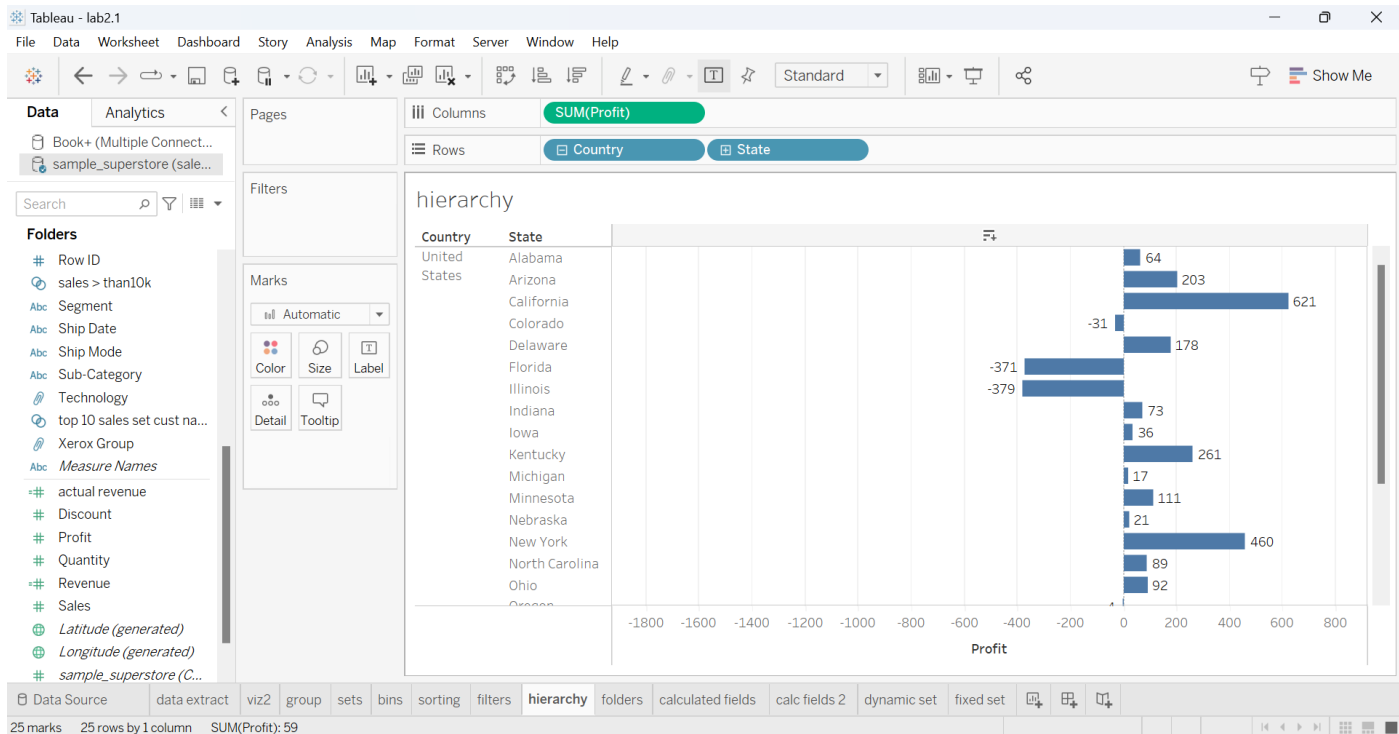 Tableau - lab2.1
File Data Worksheet Dashboard Story Analysis Map Format Server Window Help
Standard
Show Me
Data Analytics
Book+ (Multiple Connect...
sample_superstore (sale...
Search
Folders
# Row ID
sales > than10k
Abc Segment
Abc Ship Date
Abc Ship Mode
Abc Sub-Category
Technology
top 10 sales set cust na...
Xerox Group
Abc Measure Names
=# actual revenue
# Discount
# Profit
# Quantity
=# Revenue
# Sales
Latitude (generated)
Longitude (generated)
# sample_superstore (C...
Pages
Filters
Marks
Automatic
Color Size Label
Detail Tooltip
Columns SUM(Profit)
Rows Country State
hierarchy
Country State
United States
Alabama 64
Arizona 203
California 621
Colorado -31
Delaware 178
Florida -371
Illinois -379
Indiana 73
Iowa 36
Kentucky 261
Michigan 17
Minnesota 111
Nebraska 21
New York 460
North Carolina 89
Ohio 92
Oregon
-1800 -1600 -1400 -1200 -1000 -800 -600 -400 -200 0 200 400 600 800
Profit
Data Source data extract viz2 group sets bins sorting filters hierarchy folders calculated fields calc fields 2 dynamic set fixed set
25 marks 25 rows by 1 column SUM(Profit): 59